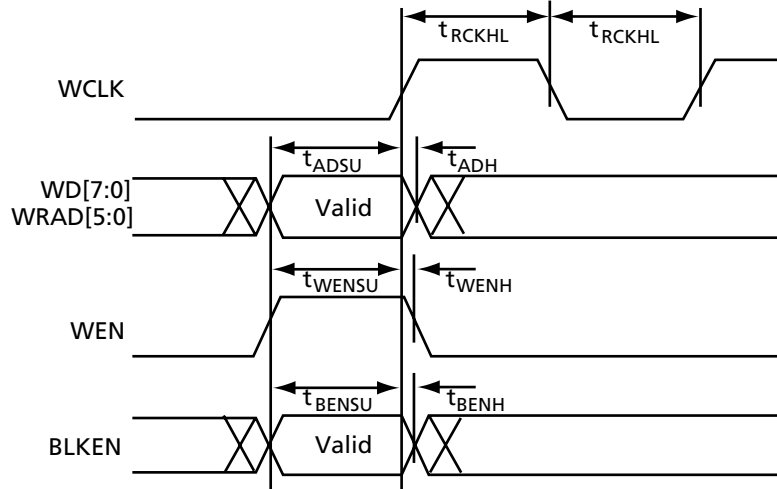 tRCKHL tRCKHL
WCLK
tADSU tADH
WD[7:0]
WRAD[5:0]
Valid
tWENSU tWENH
WEN
tBENSU tBENH
BLKEN
Valid